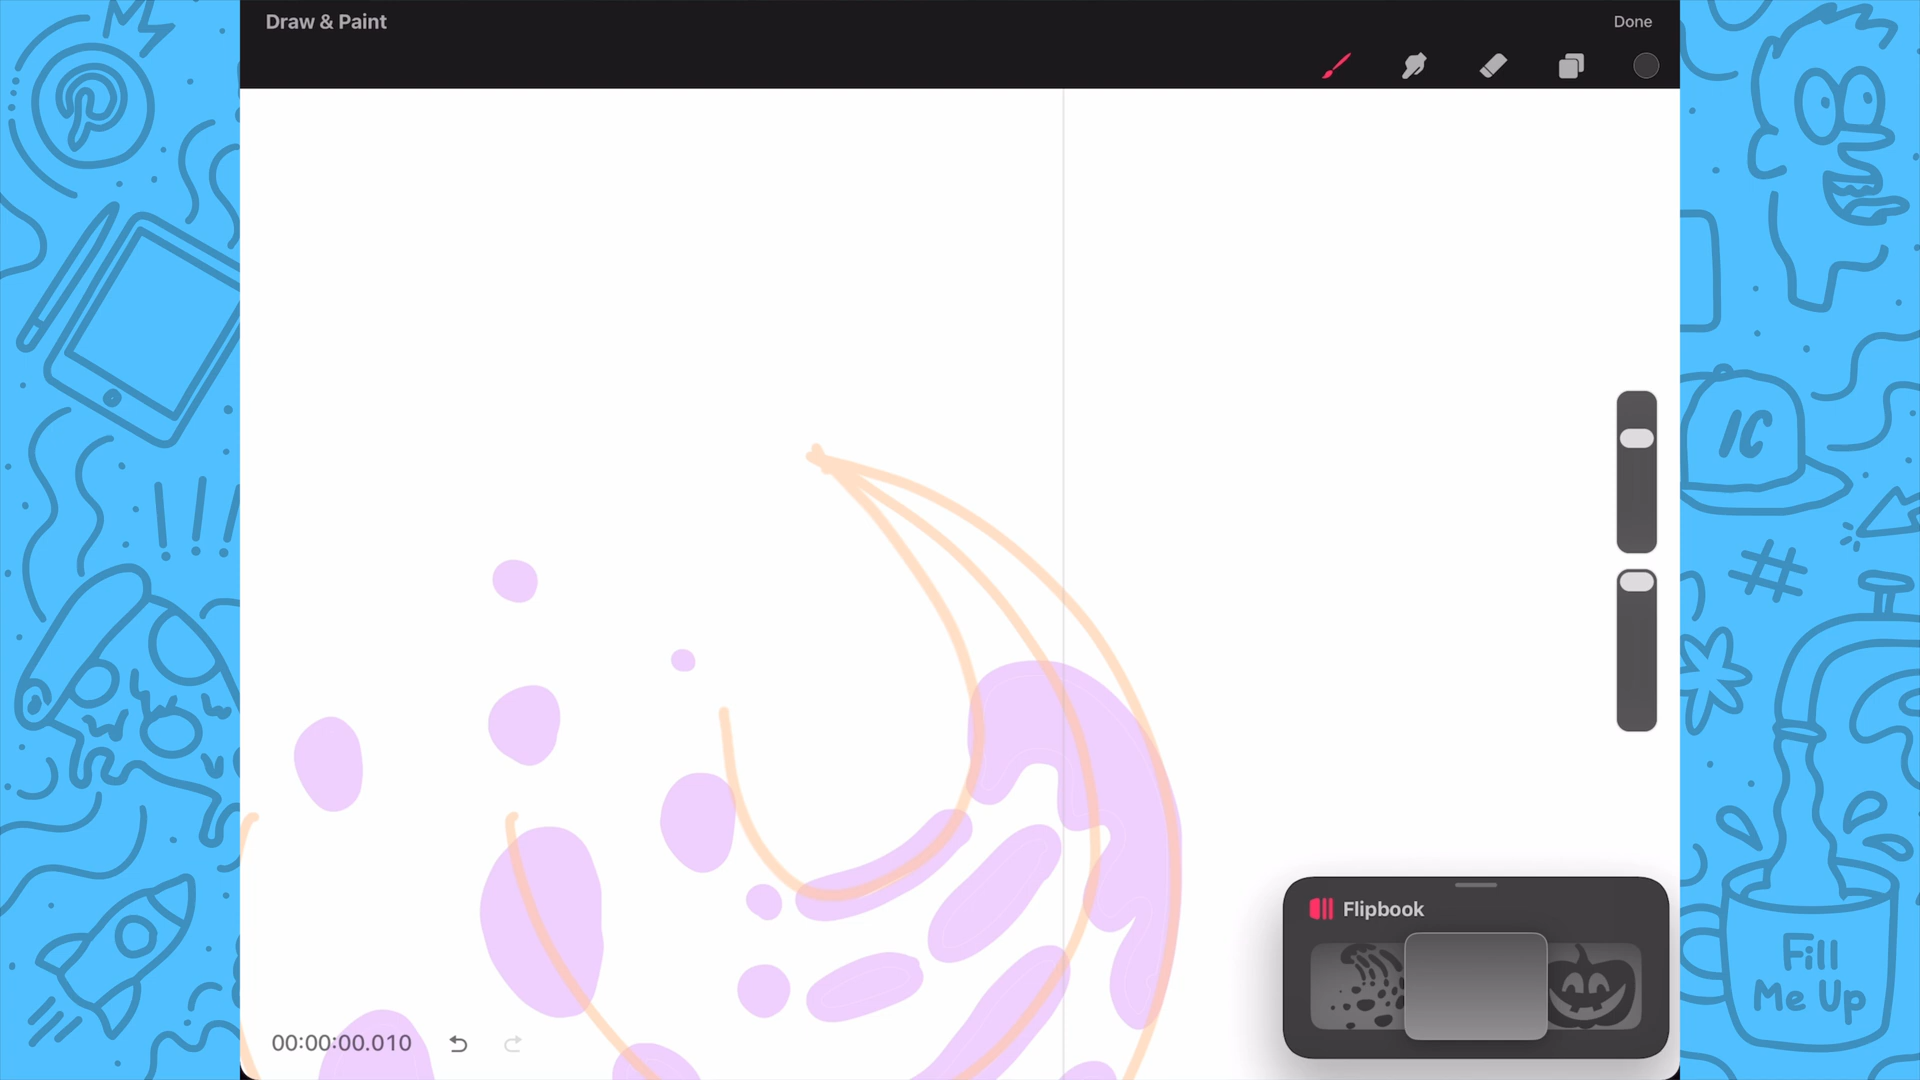 Draw & Paint
Done
IC
!!!
#
Flipbook
Fill
Me Up
00:00:00.010